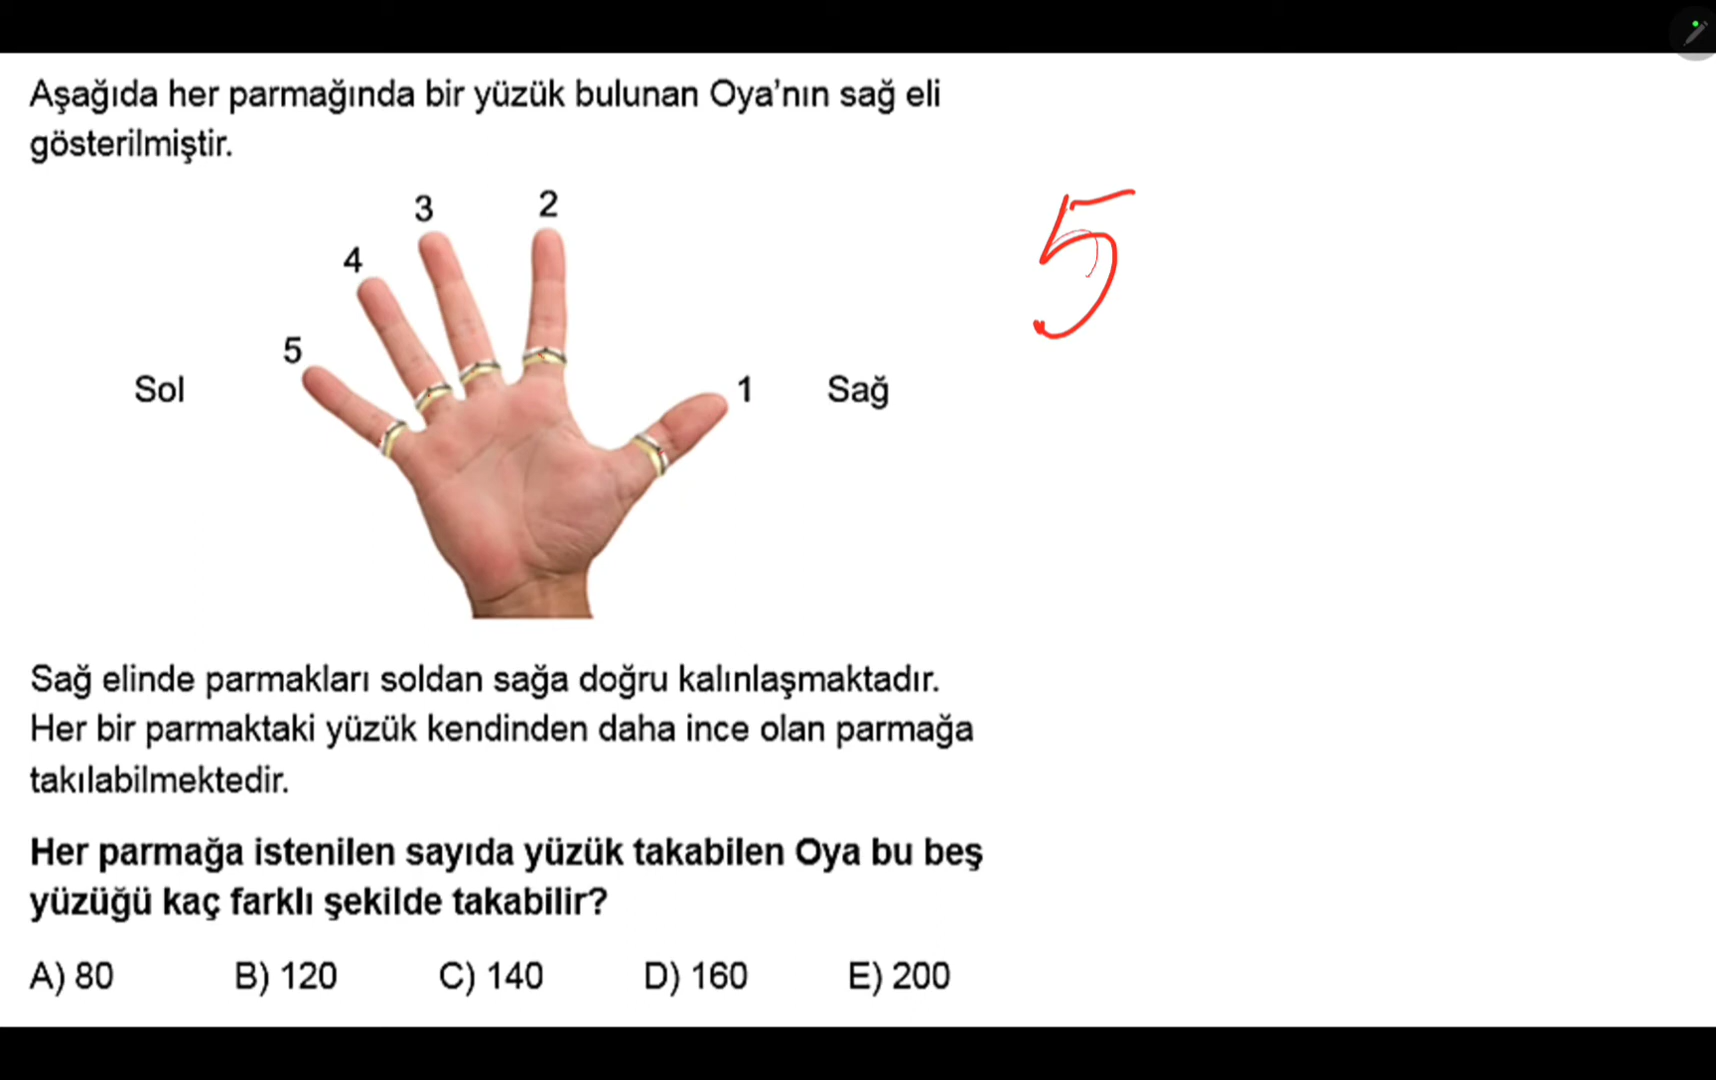 Aşağıda her parmağında bir yüzük bulunan Oya'nın sağ eli
gösterilmiştir.
3
2
4
5
5
Sol
1
Sağ
Sağ elinde parmakları soldan sağa doğru kalınlaşmaktadır.
Her bir parmaktaki yüzük kendinden daha ince olan parmağa
takılabilmektedir.
Her parmağa istenilen sayıda yüzük takabilen Oya bu beş
yüzüğü kaç farklı şekilde takabilir?
A) 80 B) 120 C) 140 D) 160 E) 200